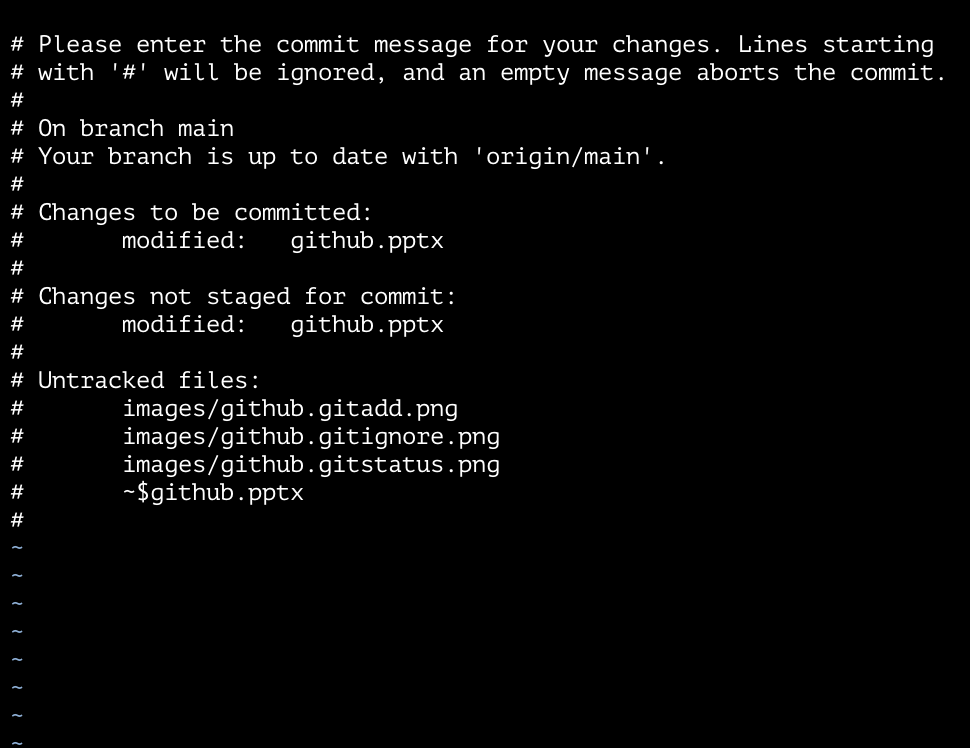 # Please enter the commit message for your changes. Lines starting
# with '#' will be ignored, and an empty message aborts the commit.
#
# On branch main
# Your branch is up to date with 'origin/main'.
#
# Changes to be committed:
#       modified:   github.pptx
#
# Changes not staged for commit:
#       modified:   github.pptx
#
# Untracked files:
#       images/github.gitadd.png
#       images/github.gitignore.png
#       images/github.gitstatus.png
#       ~$github.pptx
#
~
~
~
~
~
~
~
~